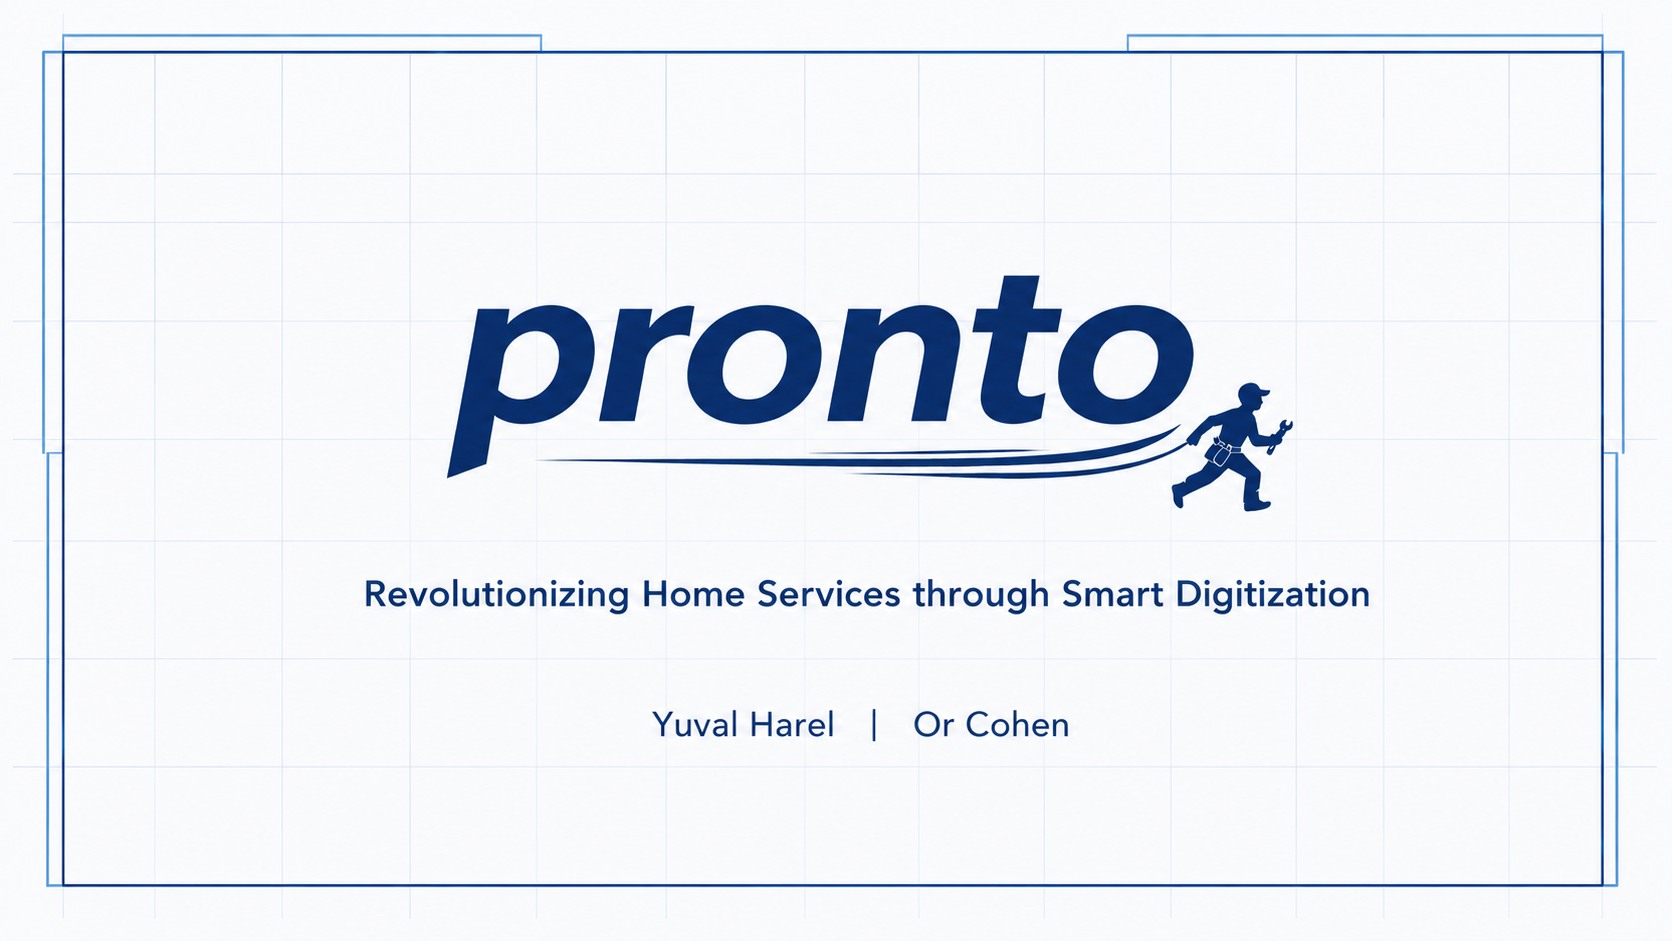 pronto
Revolutionizing Home Services through Smart Digitization
Yuval Harel | Or Cohen